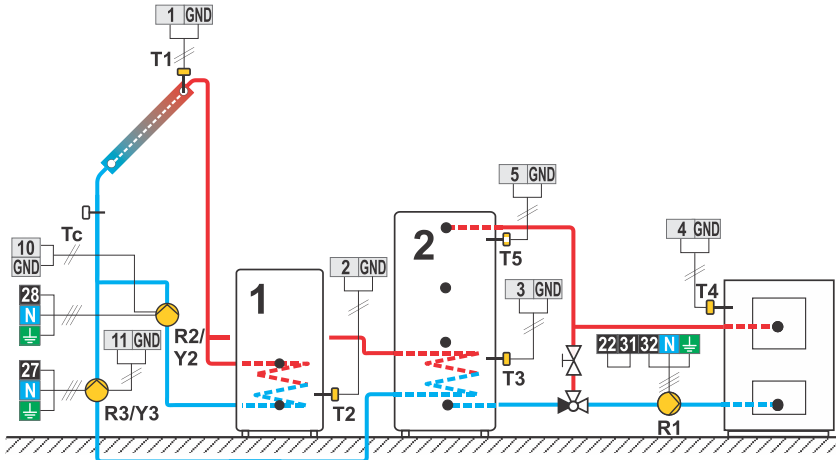 1 GND
T1
5 GND
Tc
10
GND
28
N
27
N
11 GND
R2/
Y2
R3/Y3
1
2 GND
T2
2
T5
3 GND
T3
4 GND
T4
22 31 32 N
R1